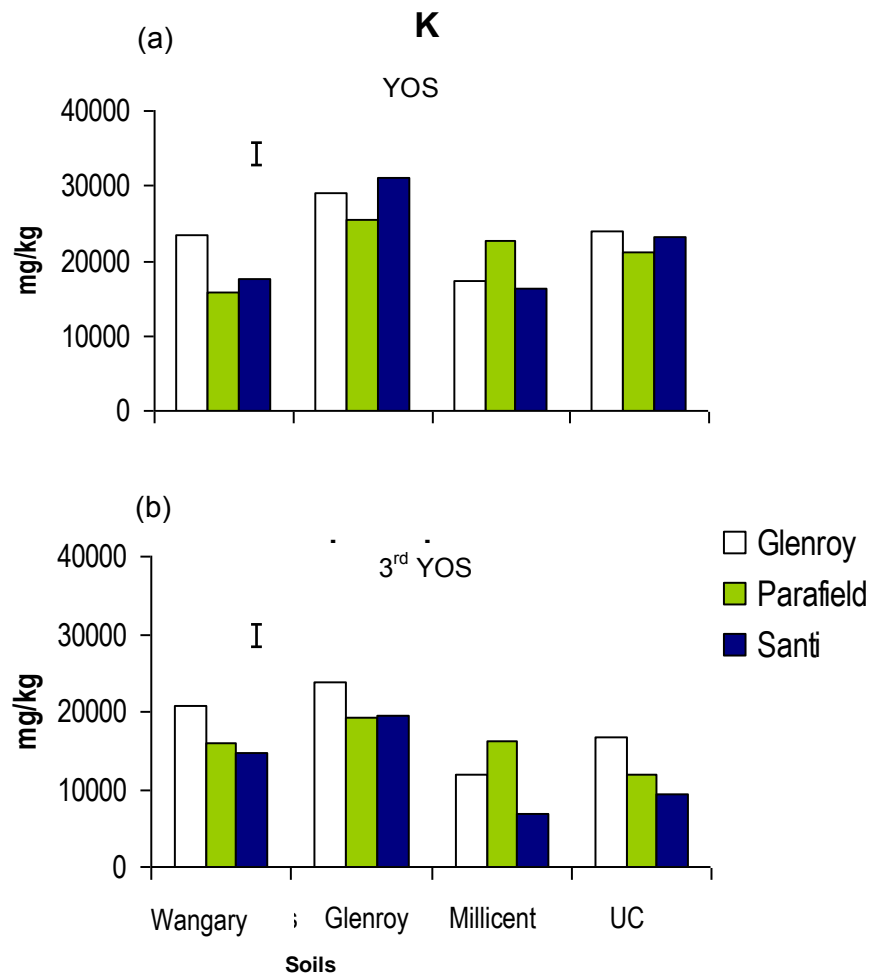 K
(a)
YOS
40000
30000
20000
10000
0
mg/kg
(b)
3rd YOS
40000
30000
20000
10000
0
mg/kg
Glenroy
Parafield
Santi
Wangary Glenroy Millicent UC
Soils